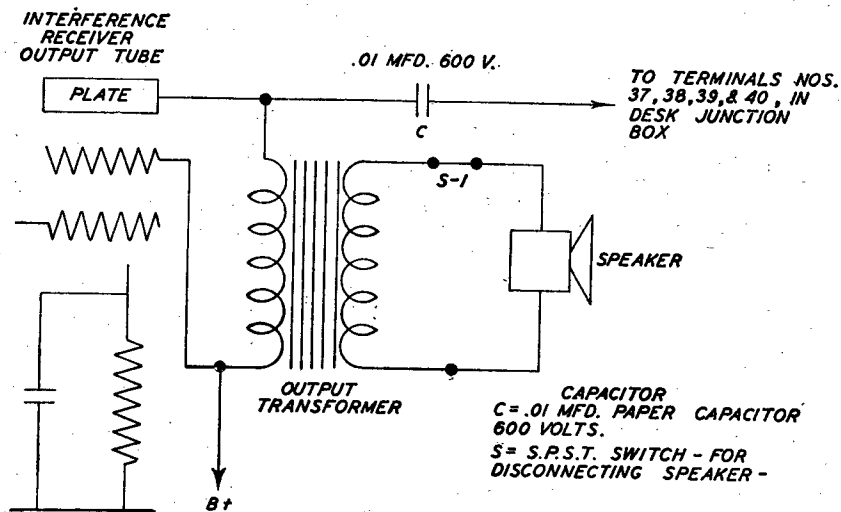 INTERFERENCE
RECEIVER
OUTPUT TUBE
PLATE
.01 MFD. 600 V.
C
TO TERMINALS NOS.
37, 38, 39, & 40, IN
DESK JUNCTION
BOX
S-1
SPEAKER
OUTPUT
TRANSFORMER
B+
CAPACITOR
C = .01 MFD. PAPER CAPACITOR
600 VOLTS.
S = S.P.S.T. SWITCH - FOR
DISCONNECTING SPEAKER -